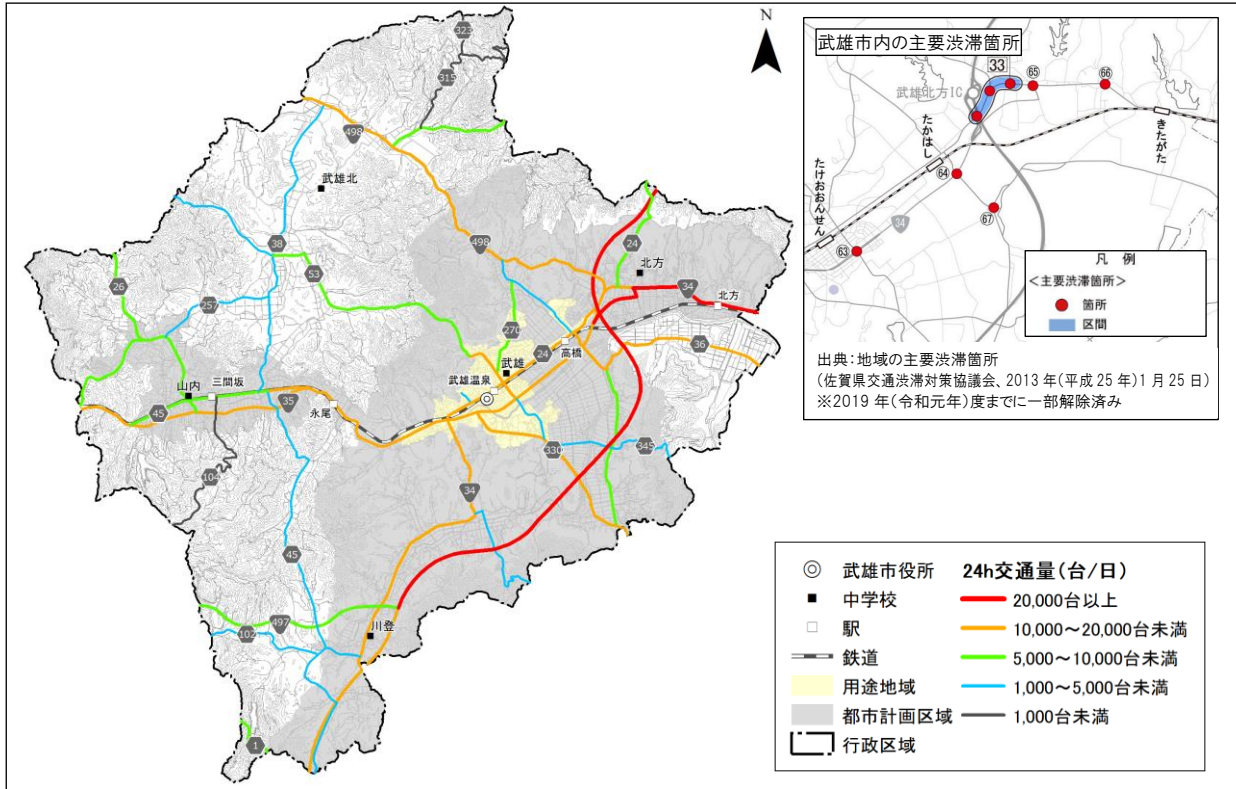 N
323
315
498
武雄北
38
498
24
26
53
北方
257
34
北方
270
24
高橋
36
武雄
武雄温泉
山内
三間坂
35
45
永尾
104
330
345
34
45
497
102
川登
1
武雄市内の主要渋滞箇所
33
65
66
武雄北方IC
たかはし
きたがた
たけおおんせん
64
67
34
63
凡 例
<主要渋滞箇所>
箇所
区間
出典:地域の主要渋滞箇所
(佐賀県交通渋滞対策協議会、2013年(平成25年)1月25日)
※2019年(令和元年)度までに一部解除済み
武雄市役所
中学校
駅
鉄道
用途地域
都市計画区域
行政区域
24h交通量(台/日)
20,000台以上
10,000~20,000台未満
5,000~10,000台未満
1,000~5,000台未満
1,000台未満